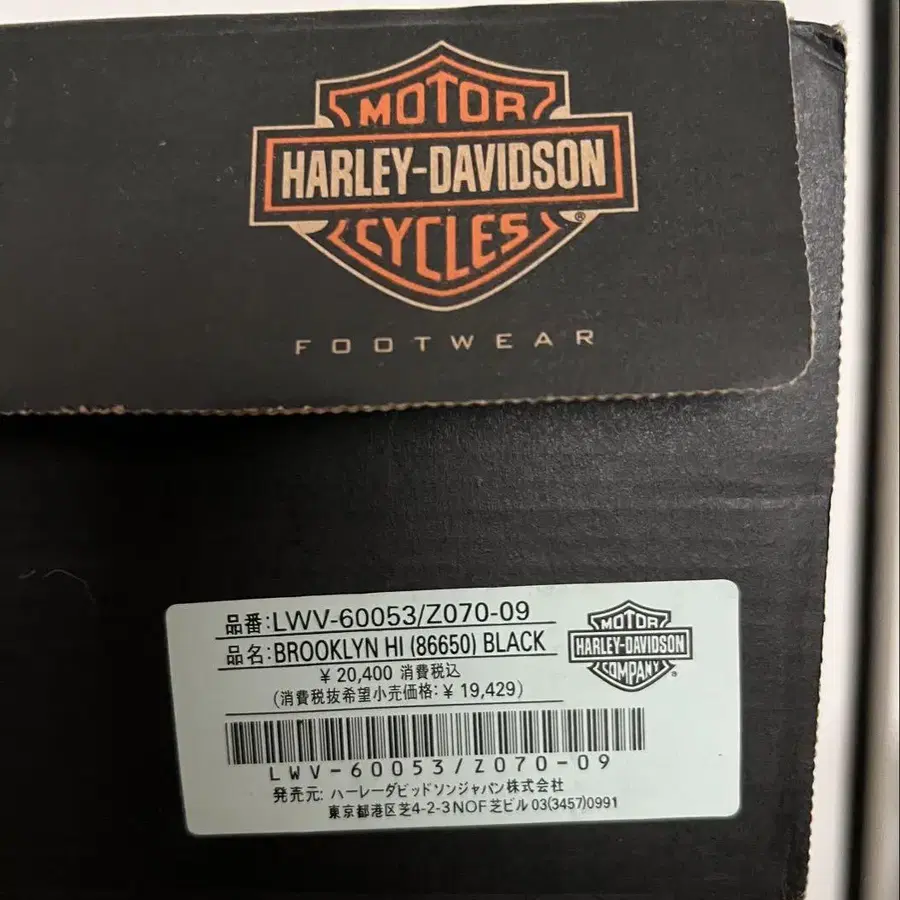 MOTOR
HARLEY-DAVIDSON
CYCLES
®
FOOTWEAR
品番:LWV-60053/Z070-09
品名:BROOKLYN HI (86650) BLACK
¥ 20,400 消費税込
(消費税抜希望小売価格:¥ 19,429)
MOTOR
HARLEY-DAVIDSON
COMPANY
LWV-60053/Z070-09
発売元: ハーレーダビッドソンジャパン株式会社
東京都港区芝4-2-3 NOF芝ビル 03(3457)0991